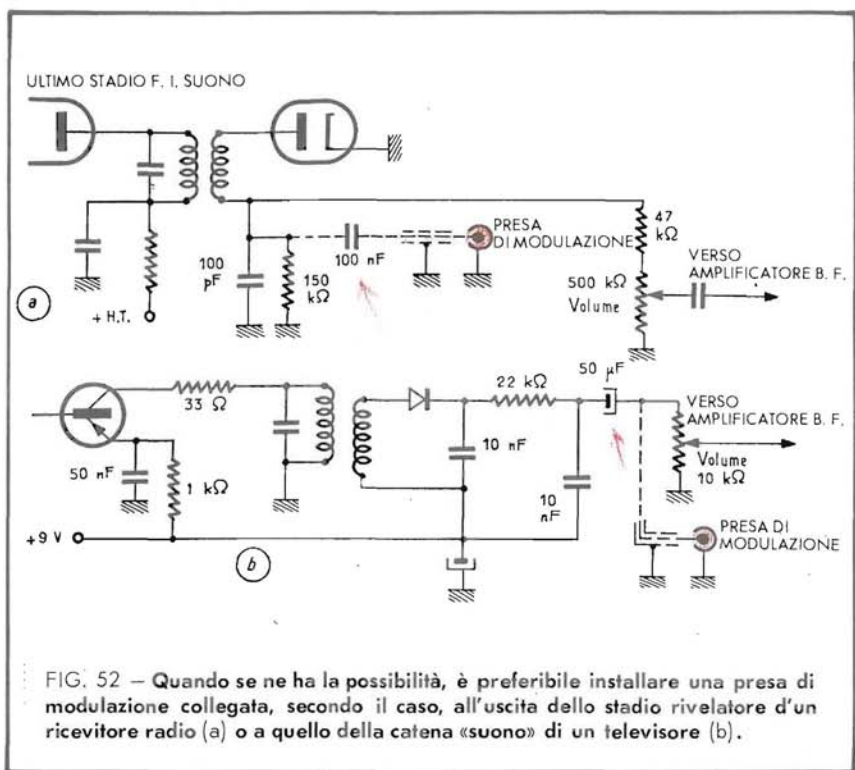 ULTIMO STADIO F. I. SUONO
PRESA
DI MODULAZIONE
47
kΩ
100
pF
150
kΩ
100 nF
500 kΩ
Volume
VERSO
AMPLIFICATORE B. F.
a
+ H.T.
33 Ω
22 kΩ
50 µF
VERSO
AMPLIFICATORE B. F.
50 nF
1 kΩ
10 nF
10
nF
Volume
10 kΩ
+9 V
b
PRESA DI
MODULAZIONE
FIG. 52 — Quando se ne ha la possibilità, è preferibile installare una presa di
modulazione collegata, secondo il caso, all'uscita dello stadio rivelatore d'un
ricevitore radio (a) o a quello della catena «suono» di un televisore (b).